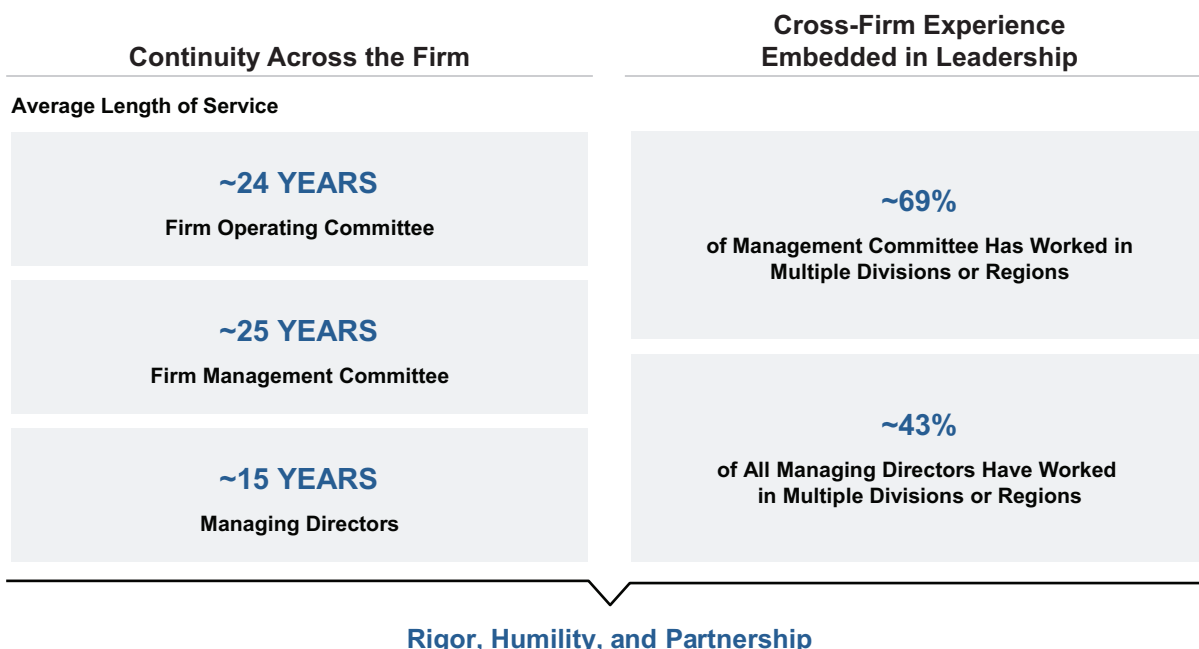 Continuity Across the Firm
Average Length of Service
~24 YEARS
Firm Operating Committee
~25 YEARS
Firm Management Committee
~15 YEARS
Managing Directors
Cross-Firm Experience
Embedded in Leadership
~69%
of Management Committee Has Worked in
Multiple Divisions or Regions
~43%
of All Managing Directors Have Worked
in Multiple Divisions or Regions
Rigor, Humility, and Partnership